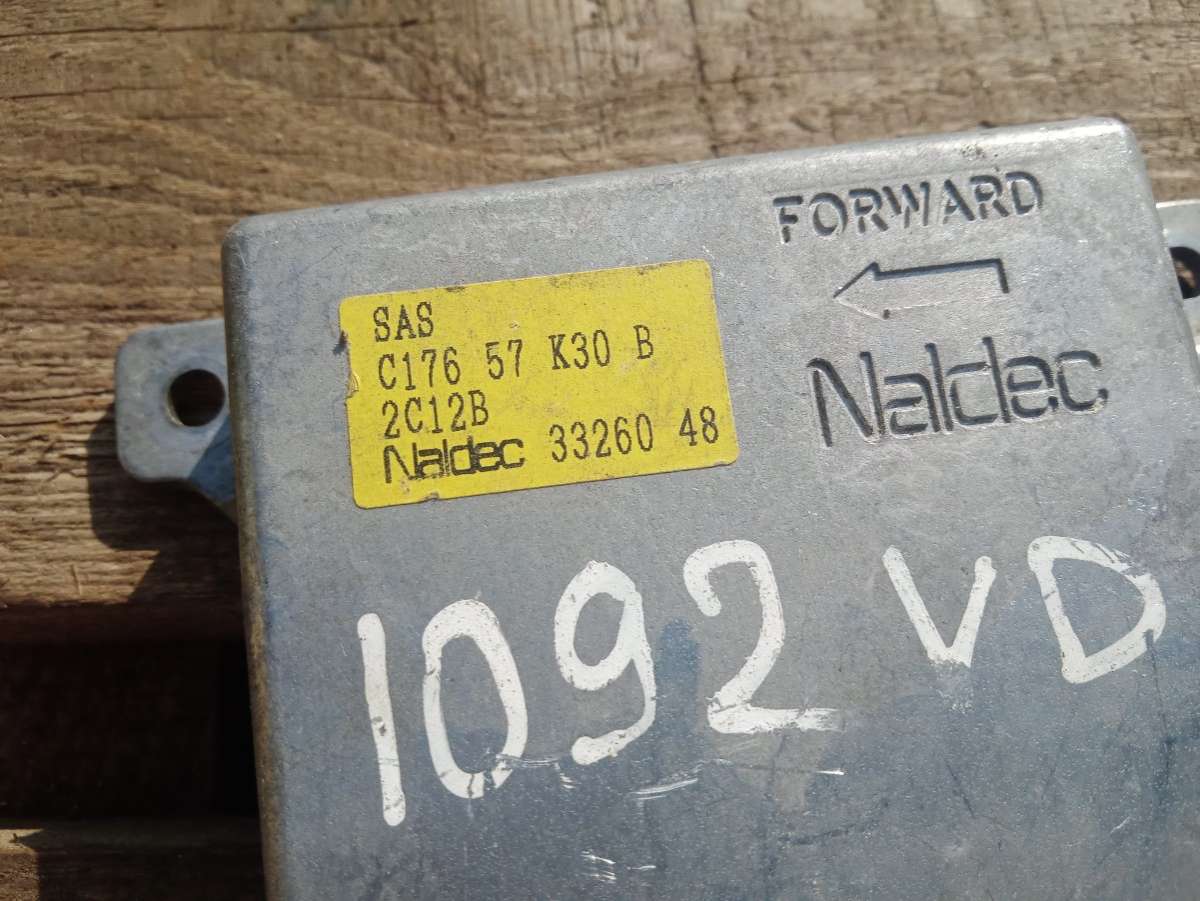 FORWARD
SAS
C176 57 K30 B
2C12B
Naldec 33260 48
Naldec
1092 VD